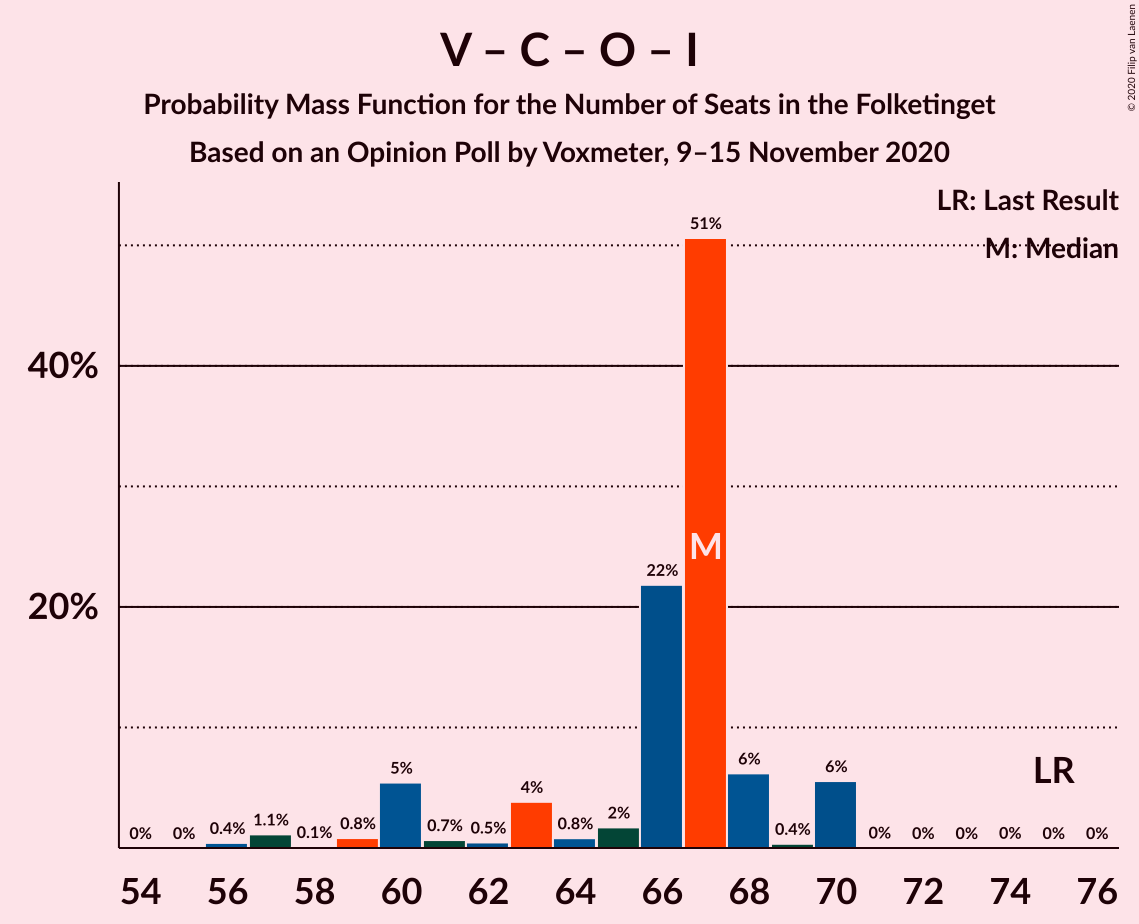 V – C – O – I
Probability Mass Function for the Number of Seats in the Folketinget
Based on an Opinion Poll by Voxmeter, 9–15 November 2020
© 2020 Filip van Laenen
LR: Last Result
M: Median
40%
20%
0% 0% 0.4% 1.1% 0.1% 0.8% 5% 0.7% 0.5% 4% 0.8% 2% 22% 51% 6% 0.4% 6% 0% 0% 0% 0% 0% 0%
M
LR
54 56 58 60 62 64 66 68 70 72 74 76